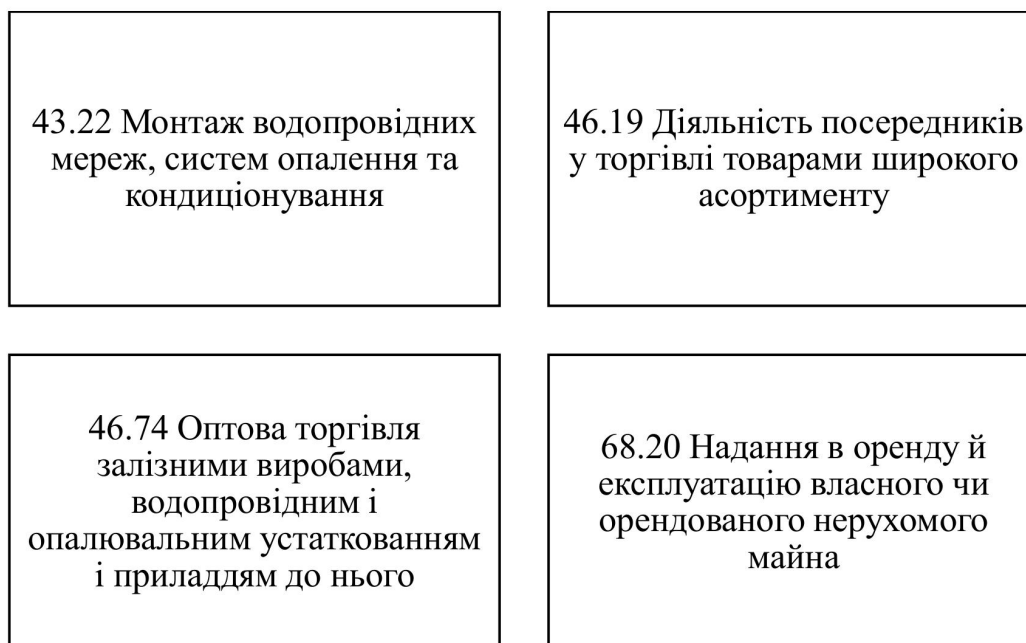 43.22 Монтаж водопровідних
мереж, систем опалення та
кондиціонування
46.19 Діяльність посередників
у торгівлі товарами широкого
асортименту
46.74 Оптова торгівля
залізними виробами,
водопровідним і
опалювальним устаткованням
і приладдям до нього
68.20 Надання в оренду й
експлуатацію власного чи
орендованого нерухомого
майна